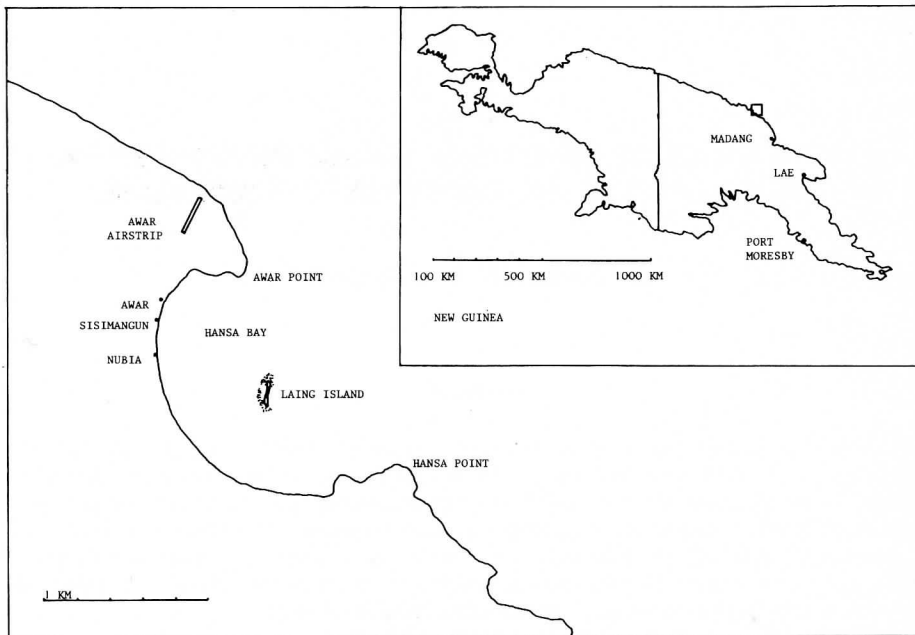 AWAR
AIRSTRIP
AWAR POINT
AWAR
SISIMANGUN
HANSA BAY
NUBIA
LAING ISLAND
HANSA POINT
1 KM
MADANG
LAE
PORT
MORESBY
100 KM 500 KM 1000 KM
NEW GUINEA